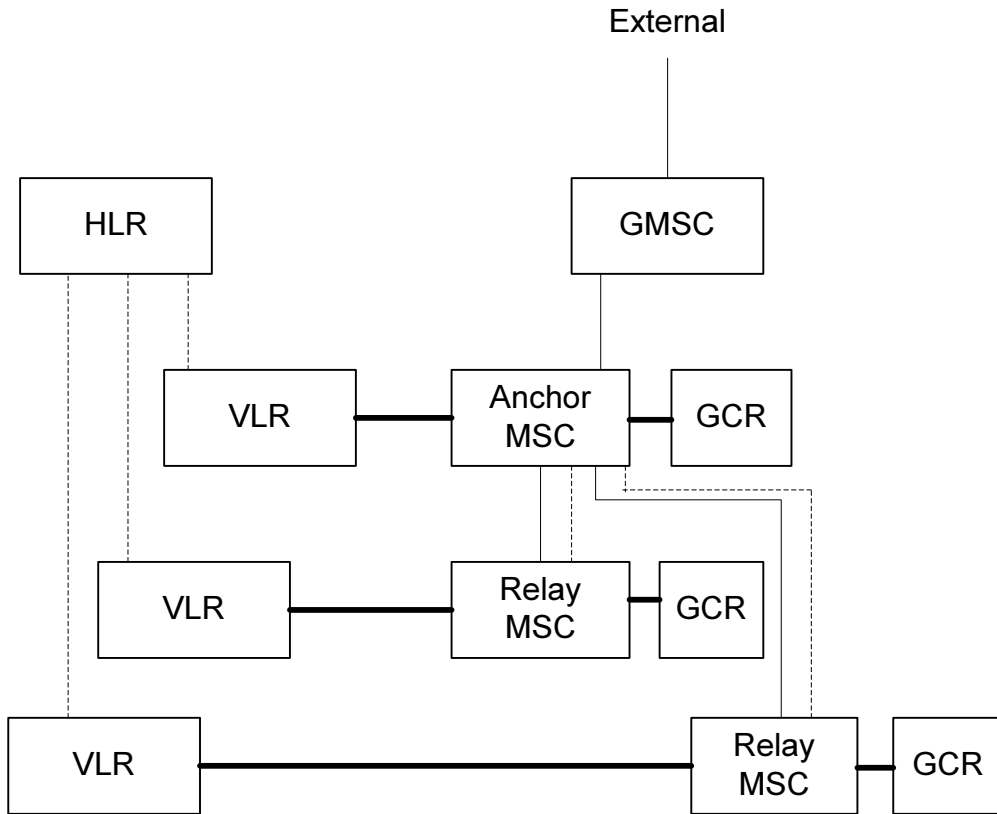 External
HLR
GMSC
VLR
Anchor
MSC
GCR
VLR
Relay
MSC
GCR
VLR
Relay
MSC
GCR